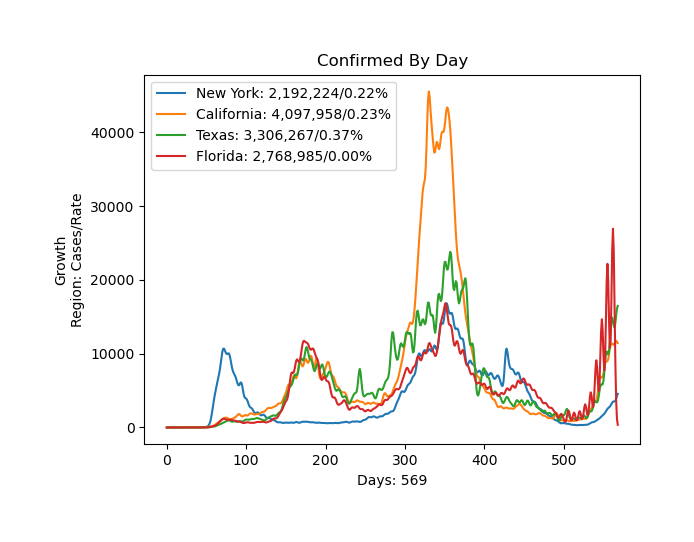 Confirmed By Day
New York: 2,192,224/0.22%
California: 4,097,958/0.23%
Texas: 3,306,267/0.37%
Florida: 2,768,985/0.00%
Growth
Region: Cases/Rate
40000
30000
20000
10000
0
0 100 200 300 400 500
Days: 569